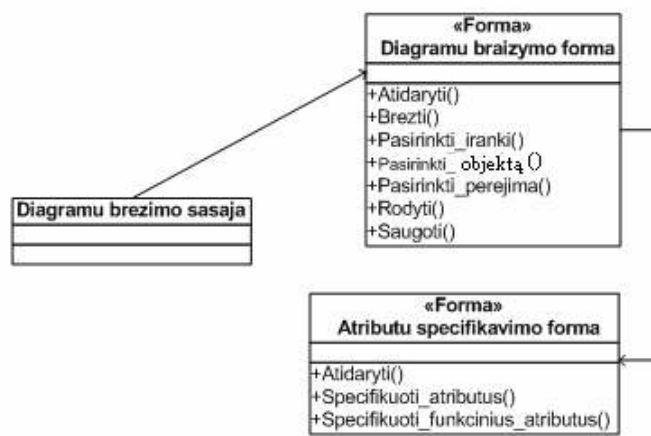 «Forma»
Diagramu braizymo forma
+Atidaryti()
+Brezti()
+Pasirinkti_iranki()
+Pasirinkti_ objektą ()
+Pasirinkti_perejima()
+Rodyti()
+Saugoti()
Diagramu brezimo sasaja
«Forma»
Atributu specifikavimo forma
+Atidaryti()
+Specifikuoti_atributus()
+Specifikuoti_funkcinius_atributus()